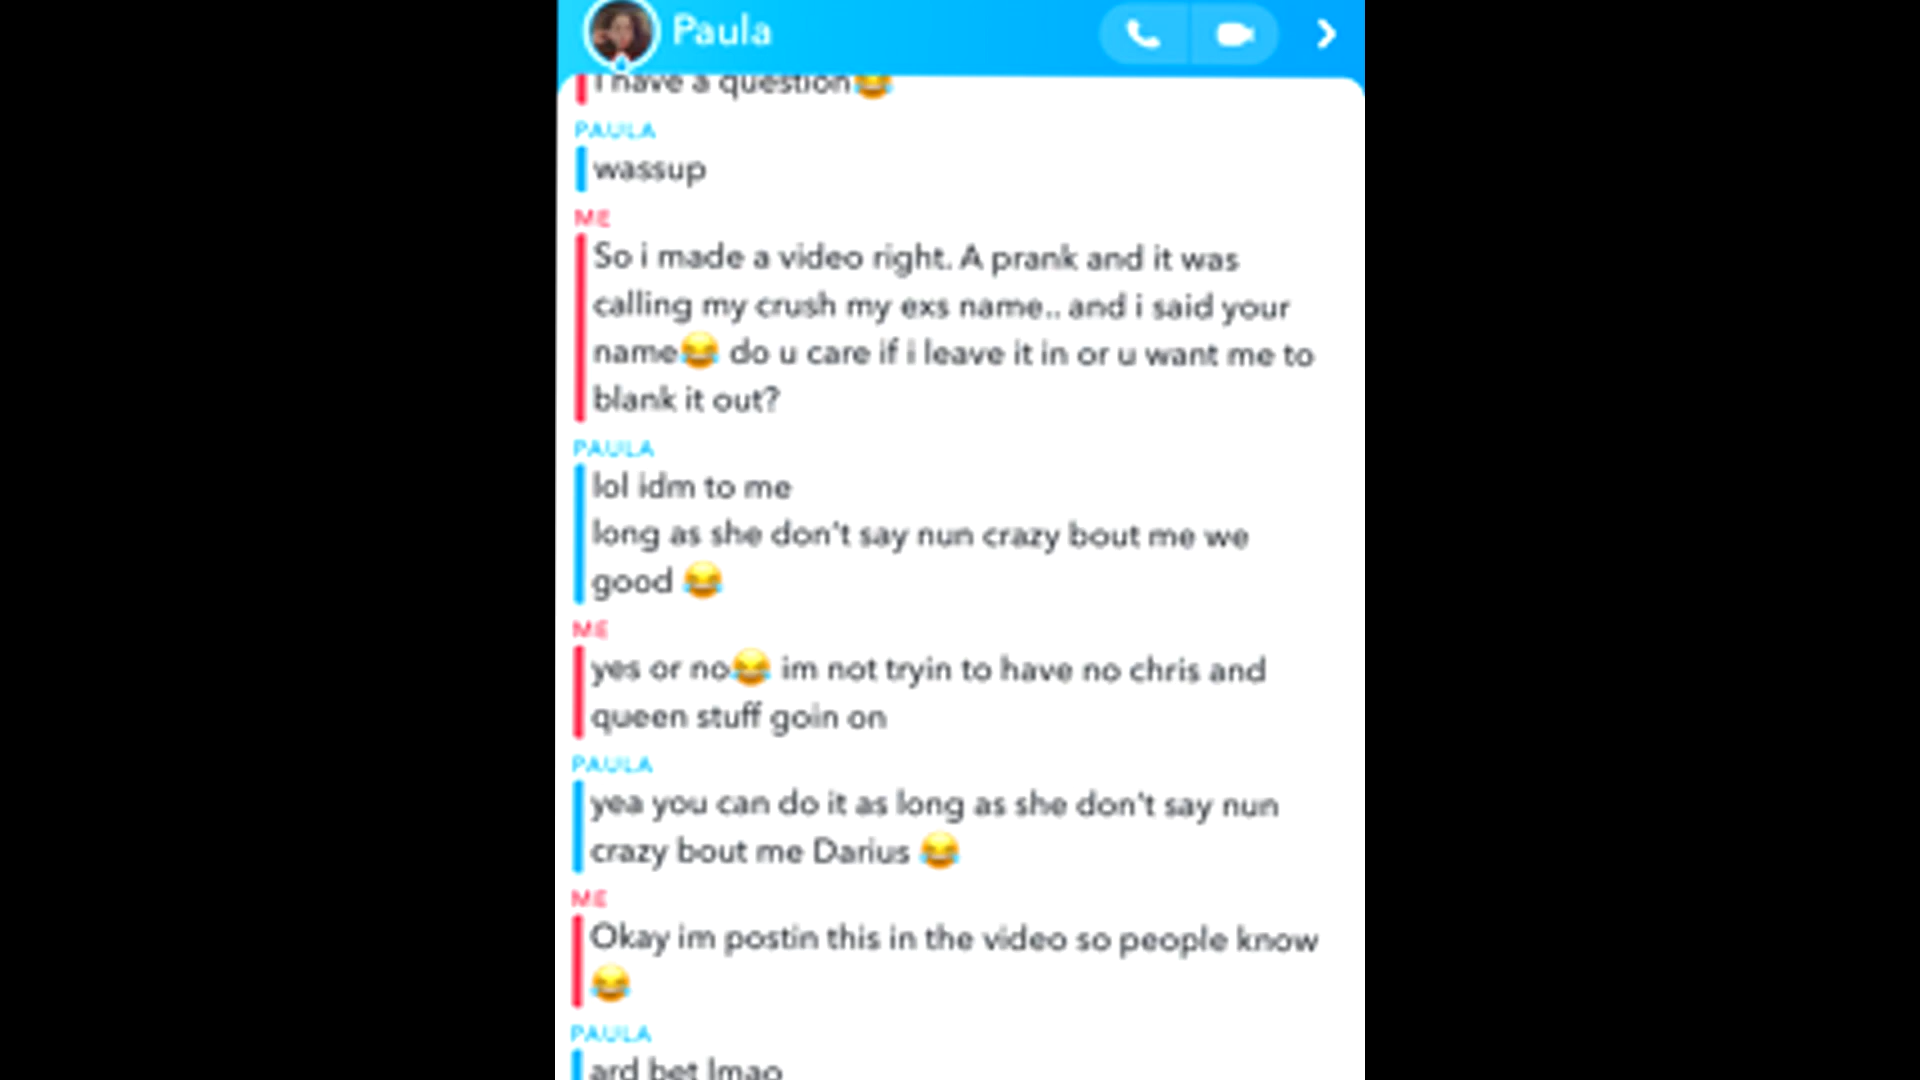 Paula
I have a question😂
PAULA
wassup
ME
So i made a video right. A prank and it was
calling my crush my exs name.. and i said your
name😂 do u care if i leave it in or u want me to
blank it out?
PAULA
lol idm to me
long as she don't say nun crazy bout me we
good 😂
ME
yes or no😂 im not tryin to have no chris and
queen stuff goin on
PAULA
yea you can do it as long as she don't say nun
crazy bout me Darius 😂
ME
Okay im postin this in the video so people know
😂
PAULA
ard bet lmao